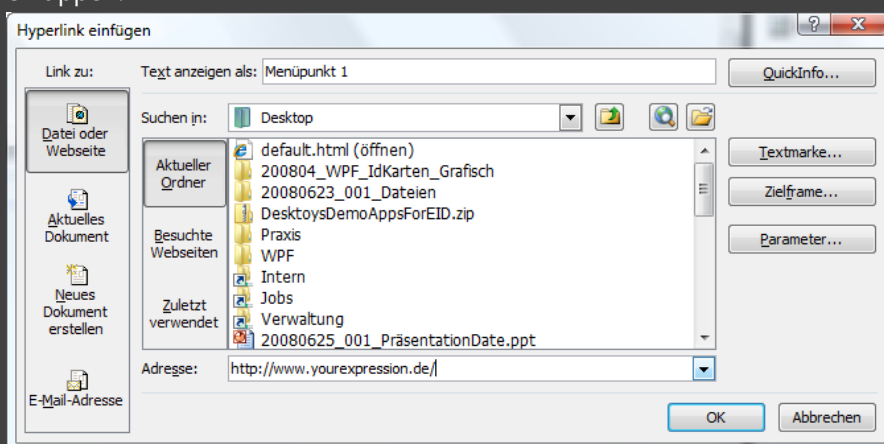 Hyperlink einfügen
Link zu:
Text anzeigen als: Menüpunkt 1
QuickInfo...
Datei oder
Webseite
Aktuelles
Dokument
Neues
Dokument
erstellen
E-Mail-Adresse
Suchen in: Desktop
Aktueller
Ordner
Besuchte
Webseiten
Zuletzt
verwendet
default.html (öffnen)
200804_WPF_IdKarten_Grafisch
20080623_001_Dateien
DesktoysDemoAppsForEID.zip
Praxis
WPF
Intern
Jobs
Verwaltung
20080625_001_PräsentationDate.ppt
Textmarke...
Zielframe...
Parameter...
Adresse: http://www.yourexpression.de/
OK
Abbrechen